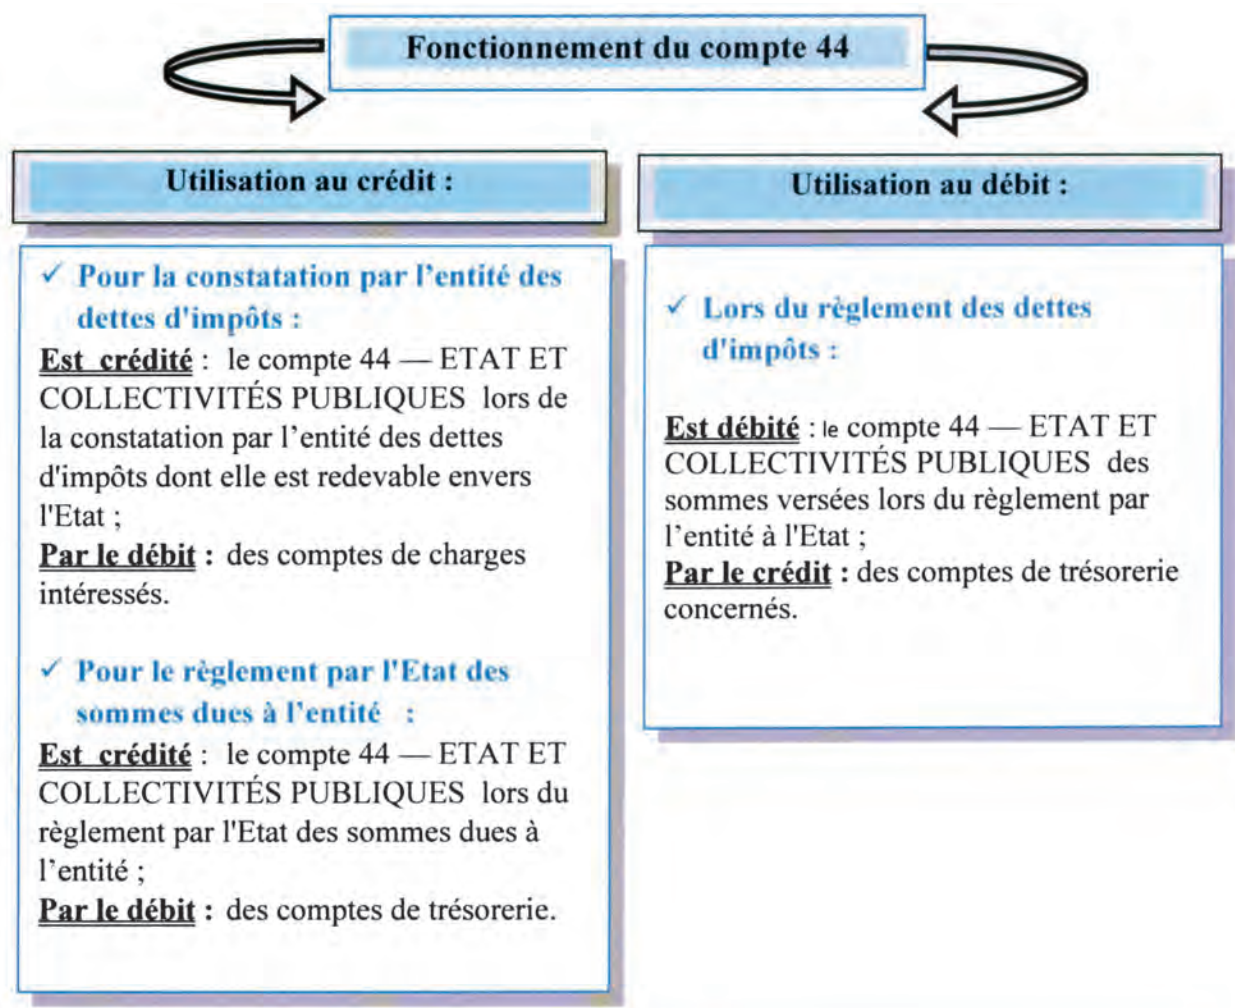 Fonctionnement du compte 44
Utilisation au crédit :
✓ Pour la constatation par l'entité des
dettes d'impôts :
Est crédité : le compte 44 — ETAT ET
COLLECTIVITÉS PUBLIQUES lors de
la constatation par l'entité des dettes
d'impôts dont elle est redevable envers
l'Etat ;
Par le débit : des comptes de charges
intéressés.
✓ Pour le règlement par l'Etat des
sommes dues à l'entité :
Est crédité : le compte 44 — ETAT ET
COLLECTIVITÉS PUBLIQUES lors du
règlement par l'Etat des sommes dues à
l'entité ;
Par le débit : des comptes de trésorerie.
Utilisation au débit :
✓ Lors du règlement des dettes
d'impôts :
Est débité : le compte 44 — ETAT ET
COLLECTIVITÉS PUBLIQUES des
sommes versées lors du règlement par
l'entité à l'Etat ;
Par le crédit : des comptes de trésorerie
concernés.